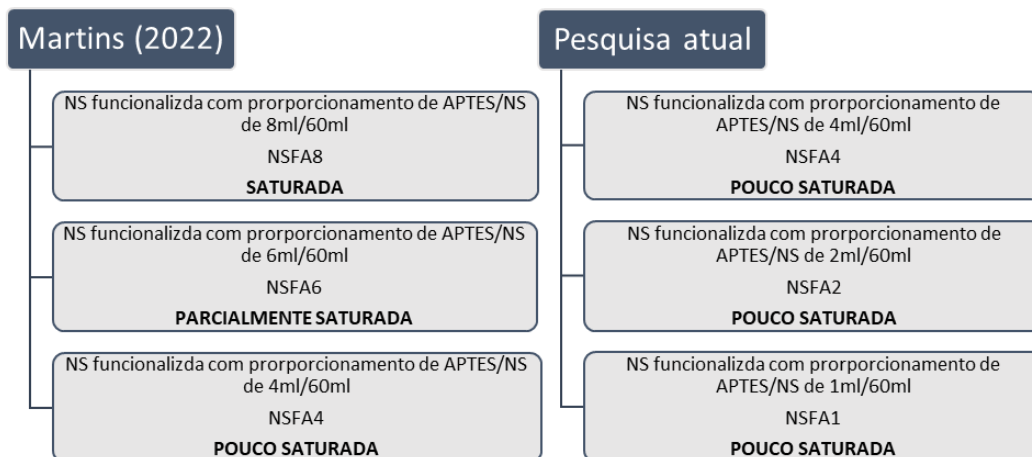 Martins (2022)
NS funcionalizda com prorporcionamento de APTES/NS
de 8ml/60ml
NSFA8
SATURADA
NS funcionalizda com prorporcionamento de APTES/NS
de 6ml/60ml
NSFA6
PARCIALMENTE SATURADA
NS funcionalizda com prorporcionamento de APTES/NS
de 4ml/60ml
NSFA4
POUCO SATURADA
Pesquisa atual
NS funcionalizda com prorporcionamento de
APTES/NS de 4ml/60ml
NSFA4
POUCO SATURADA
NS funcionalizda com prorporcionamento de
APTES/NS de 2ml/60ml
NSFA2
POUCO SATURADA
NS funcionalizda com prorporcionamento de
APTES/NS de 1ml/60ml
NSFA1
POUCO SATURADA